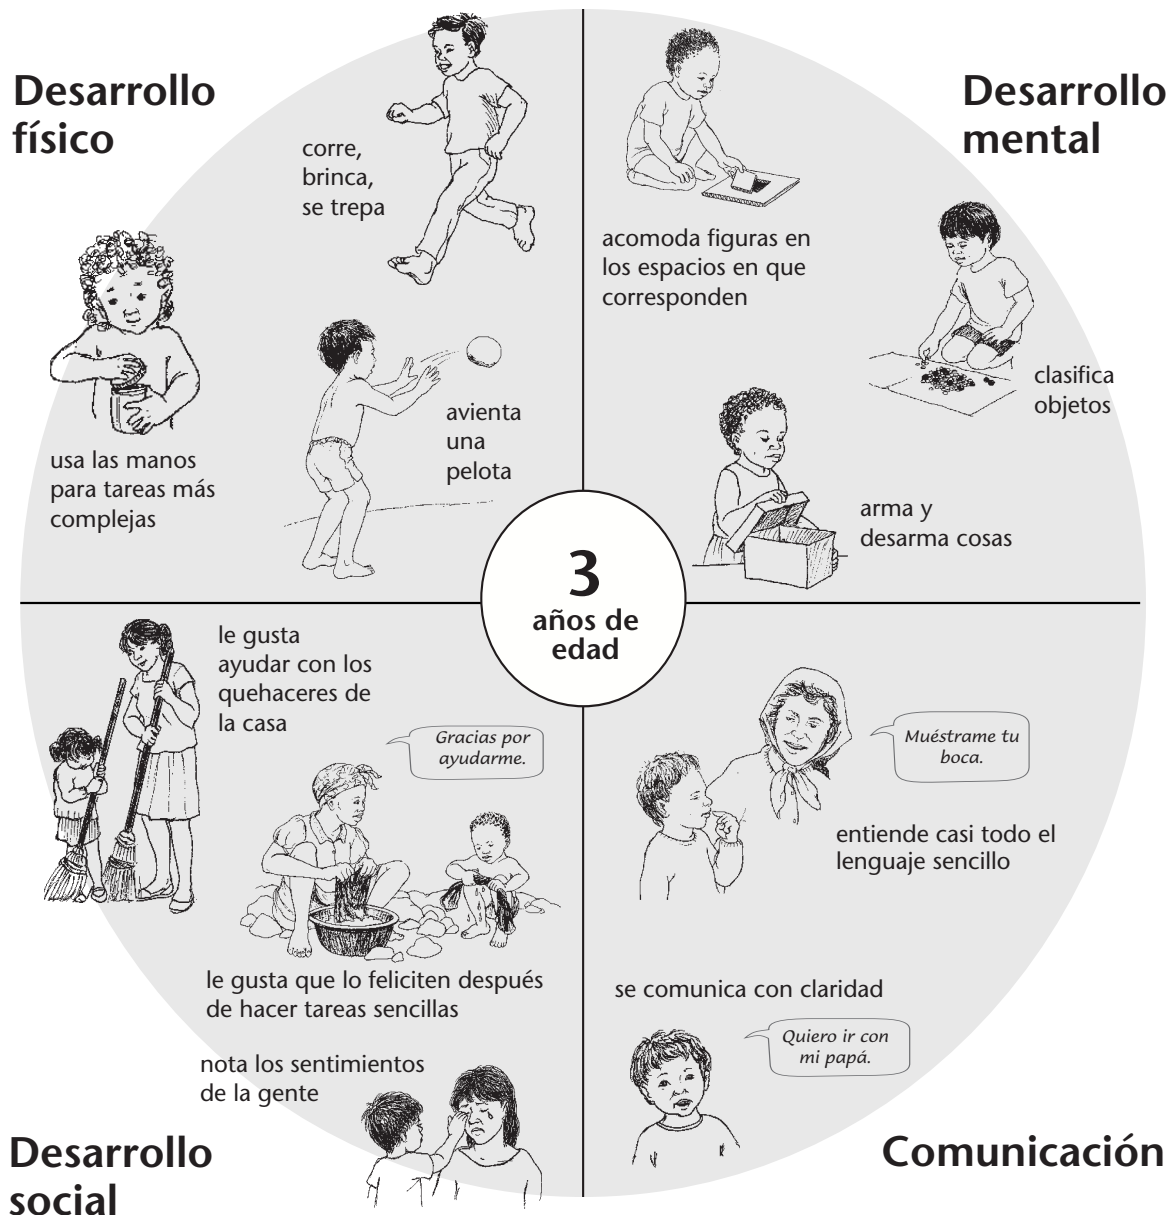 Desarrollo
físico
corre,
brinca,
se trepa
usa las manos
para tareas más
complejas
avienta
una
pelota
Desarrollo
mental
acomoda figuras en
los espacios en que
corresponden
clasifica
objetos
arma y
desarma cosas
3
años de
edad
le gusta
ayudar con los
quehaceres de
la casa
Gracias por
ayudarme.
le gusta que lo feliciten después
de hacer tareas sencillas
nota los sentimientos
de la gente
Desarrollo
social
Muéstrame tu
boca.
entiende casi todo el
lenguaje sencillo
se comunica con claridad
Quiero ir con
mi papá.
Comunicación